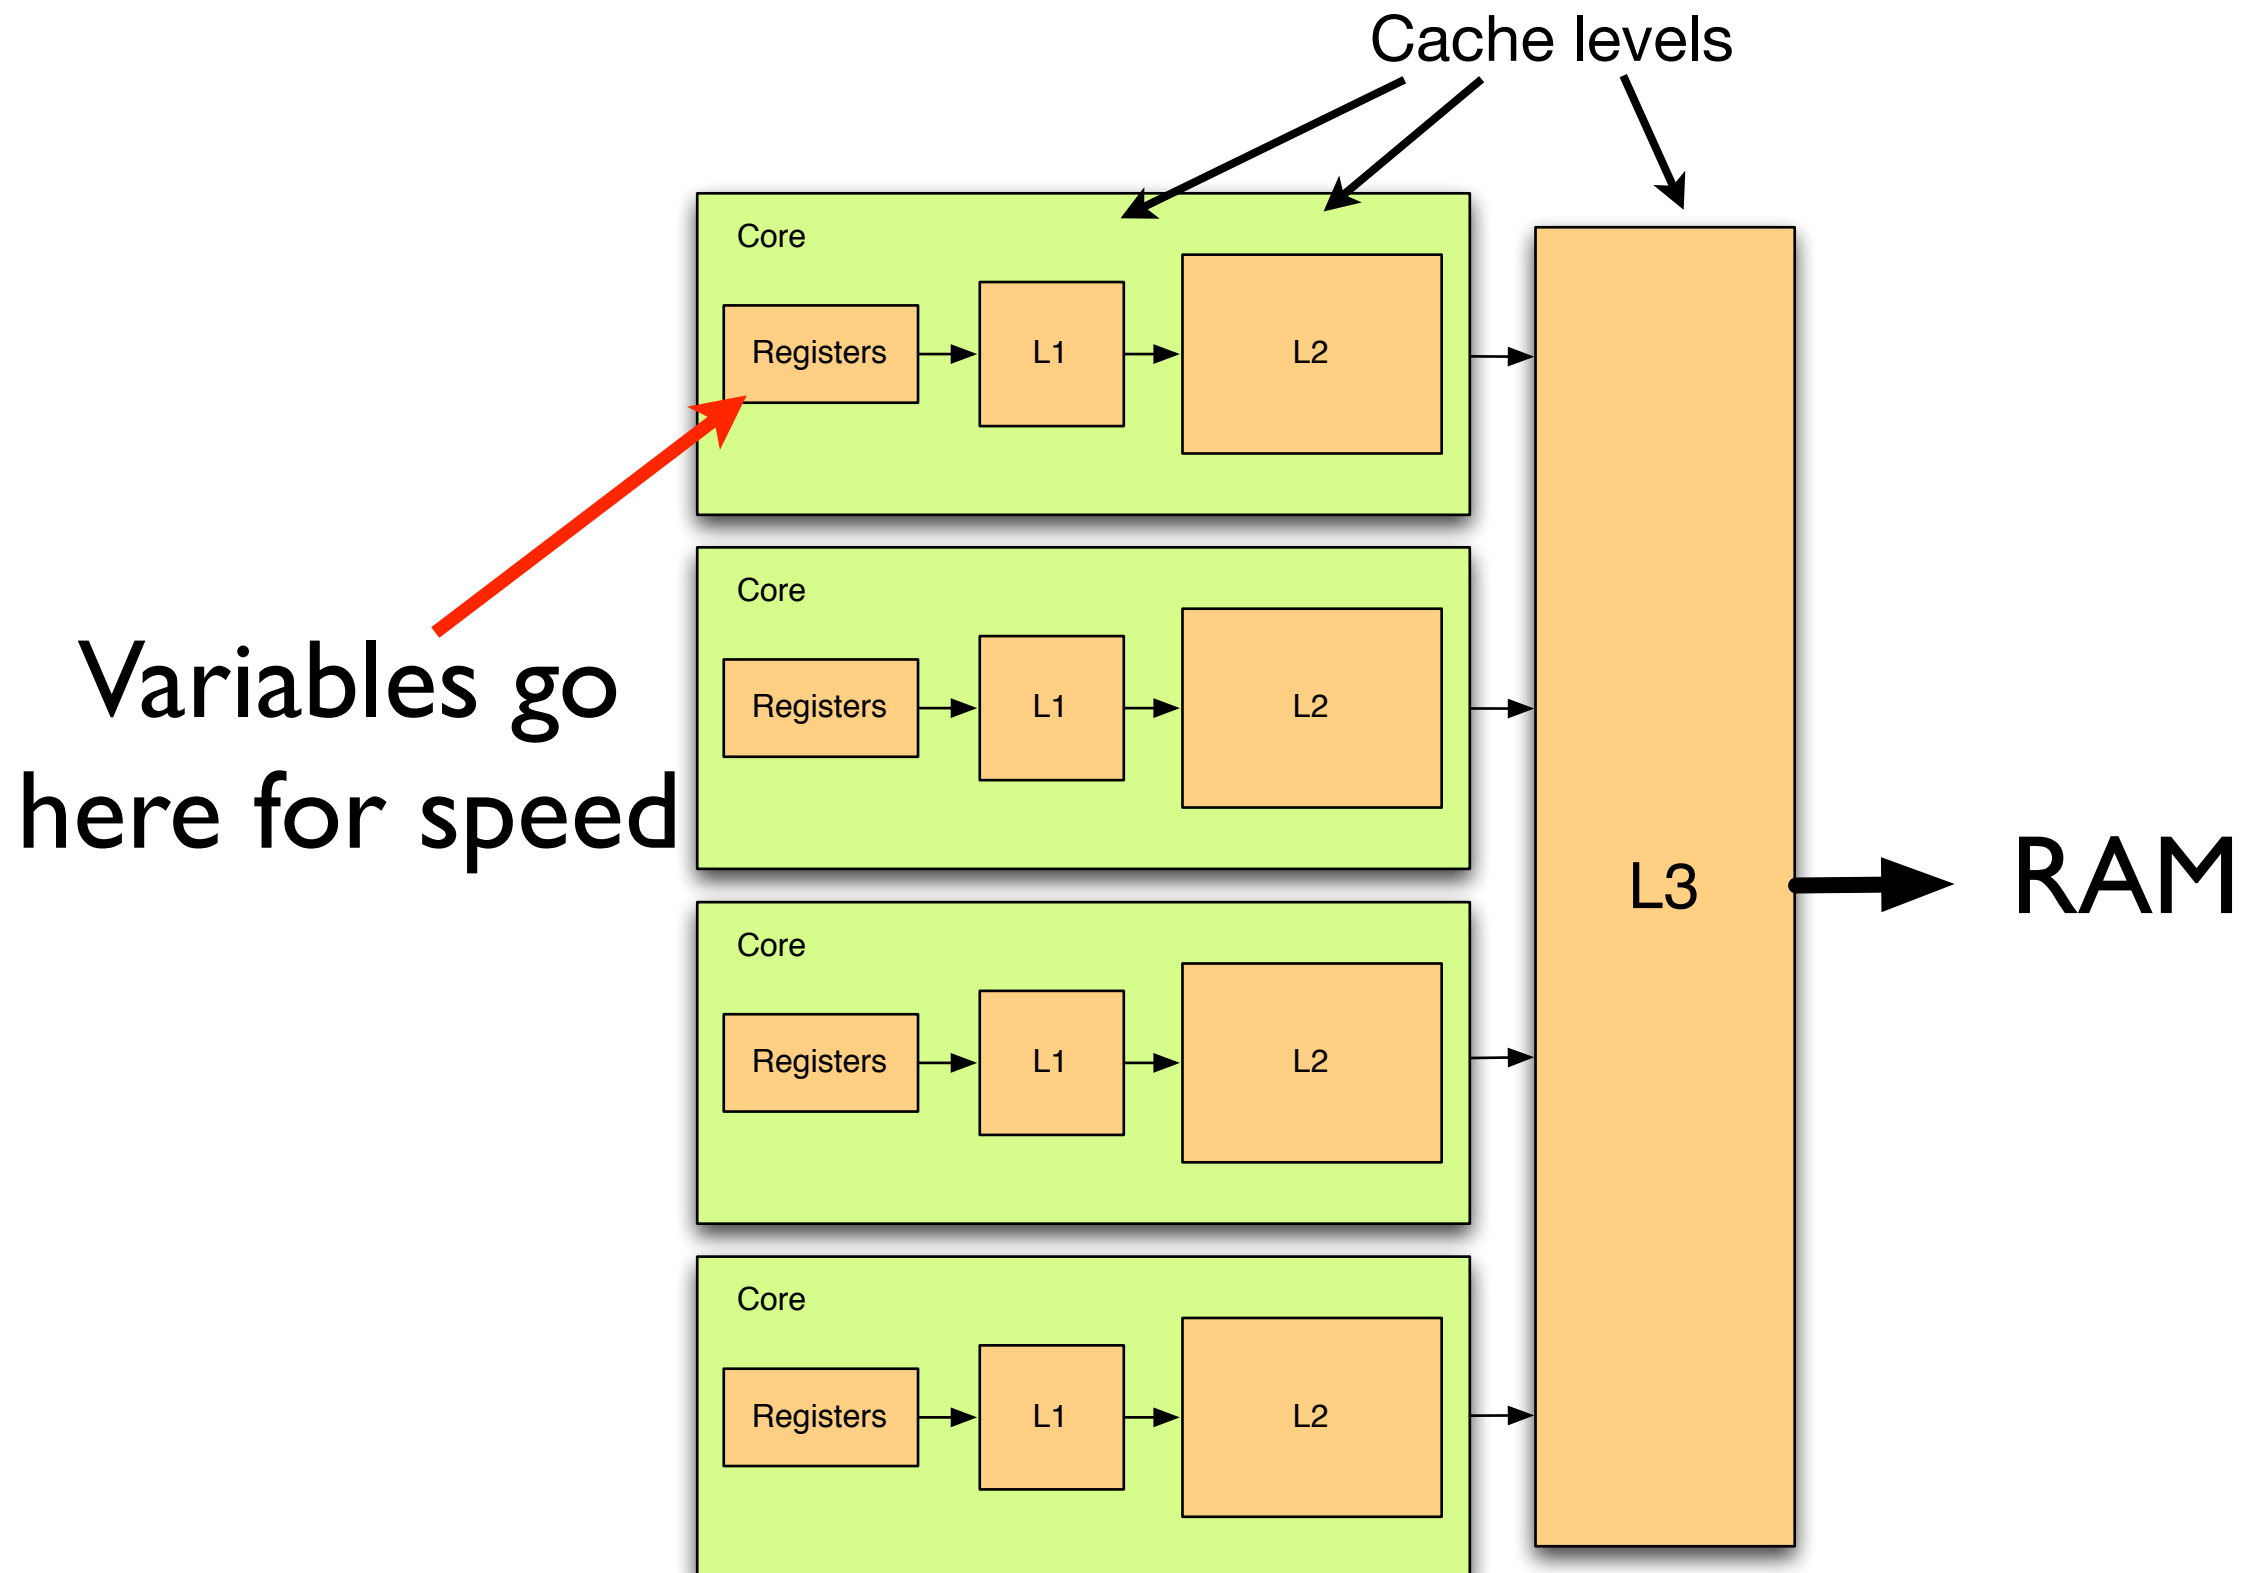 Cache levels
Core
Registers
L1
L2
Core
Registers
L1
L2
Variables go
here for speed
L3
RAM
Core
Registers
L1
L2
Core
Registers
L1
L2